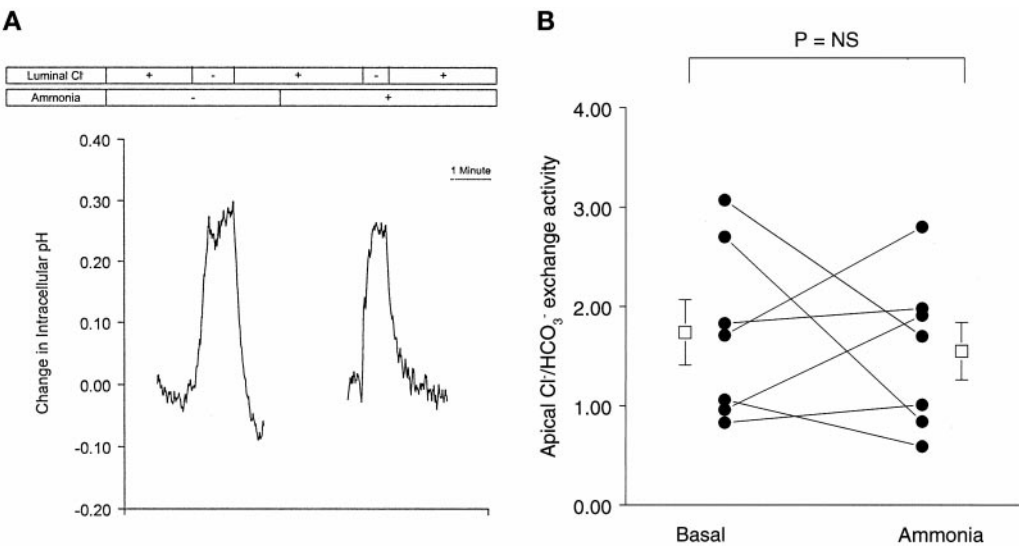 A
Luminal Cl⁻ + - + - +
Ammonia - +
0.40
0.30
0.20
0.10
0.00
-0.10
-0.20
Change in Intracellular pH
1 Minute
B
P = NS
4.00
3.00
2.00
1.00
0.00
Apical Cl⁻/HCO₃⁻ exchange activity
Basal Ammonia